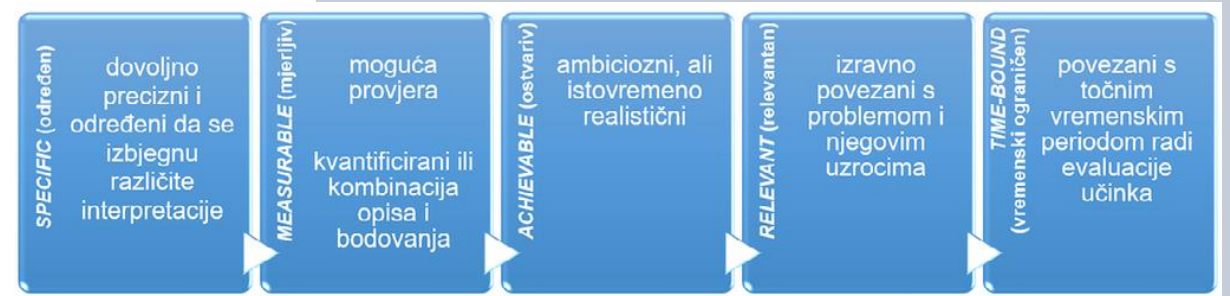 SPECIFIC (određen)
dovoljno
precizni i
određeni da se
izbjegnu
različite
interpretacije
MEASURABLE (mjerljiv)
moguća
provjera
kvantificirani ili
kombinacija
opisa i
bodovanja
ACHIEVABLE (ostvariv)
ambiciozni, ali
istovremeno
realistični
RELEVANT (relevantan)
izravno
povezani s
problemom i
njegovim
uzrocima
TIME-BOUND
(vremenski ograničen)
povezani s
točnim
vremenskim
periodom radi
evaluacije
učinka